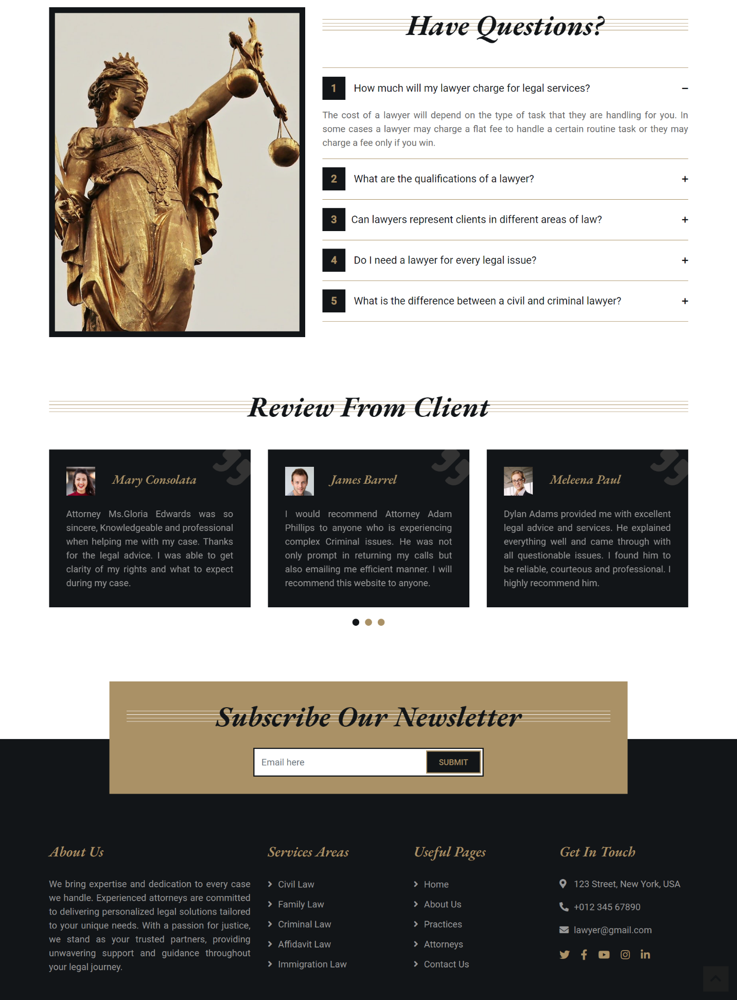 Have Questions?
1 How much will my lawyer charge for legal services?
The cost of a lawyer will depend on the type of task that they are handling for you. In
some cases a lawyer may charge a flat fee to handle a certain routine task or they may
charge a fee only if you win.
2 What are the qualifications of a lawyer?
3 Can lawyers represent clients in different areas of law?
4 Do I need a lawyer for every legal issue?
5 What is the difference between a civil and criminal lawyer?
Review From Client
Mary Consolata
Attorney Ms.Gloria Edwards was so
sincere, Knowledgeable and professional
when helping me with my case. Thanks
for the legal advice. I was able to get
clarity of my rights and what to expect
during my case.
James Barrel
I would recommend Attorney Adam
Phillips to anyone who is experiencing
complex Criminal issues. He was not
only prompt in returning my calls but
also emailing me efficient manner. I will
recommend this website to anyone.
Meleena Paul
Dylan Adams provided me with excellent
legal advice and services. He explained
everything well and came through with
all questionable issues. I found him to
be reliable, courteous and professional. I
highly recommend him.
Subscribe Our Newsletter
Email here
SUBMIT
About Us
We bring expertise and dedication to every case
we handle. Experienced attorneys are committed
to delivering personalized legal solutions tailored
to your unique needs. With a passion for justice,
we stand as your trusted partners, providing
unwavering support and guidance throughout
your legal journey.
Services Areas
Civil Law
Family Law
Criminal Law
Affidavit Law
Immigration Law
Useful Pages
Home
About Us
Practices
Attorneys
Contact Us
Get In Touch
123 Street, New York, USA
+012 345 67890
lawyer@gmail.com